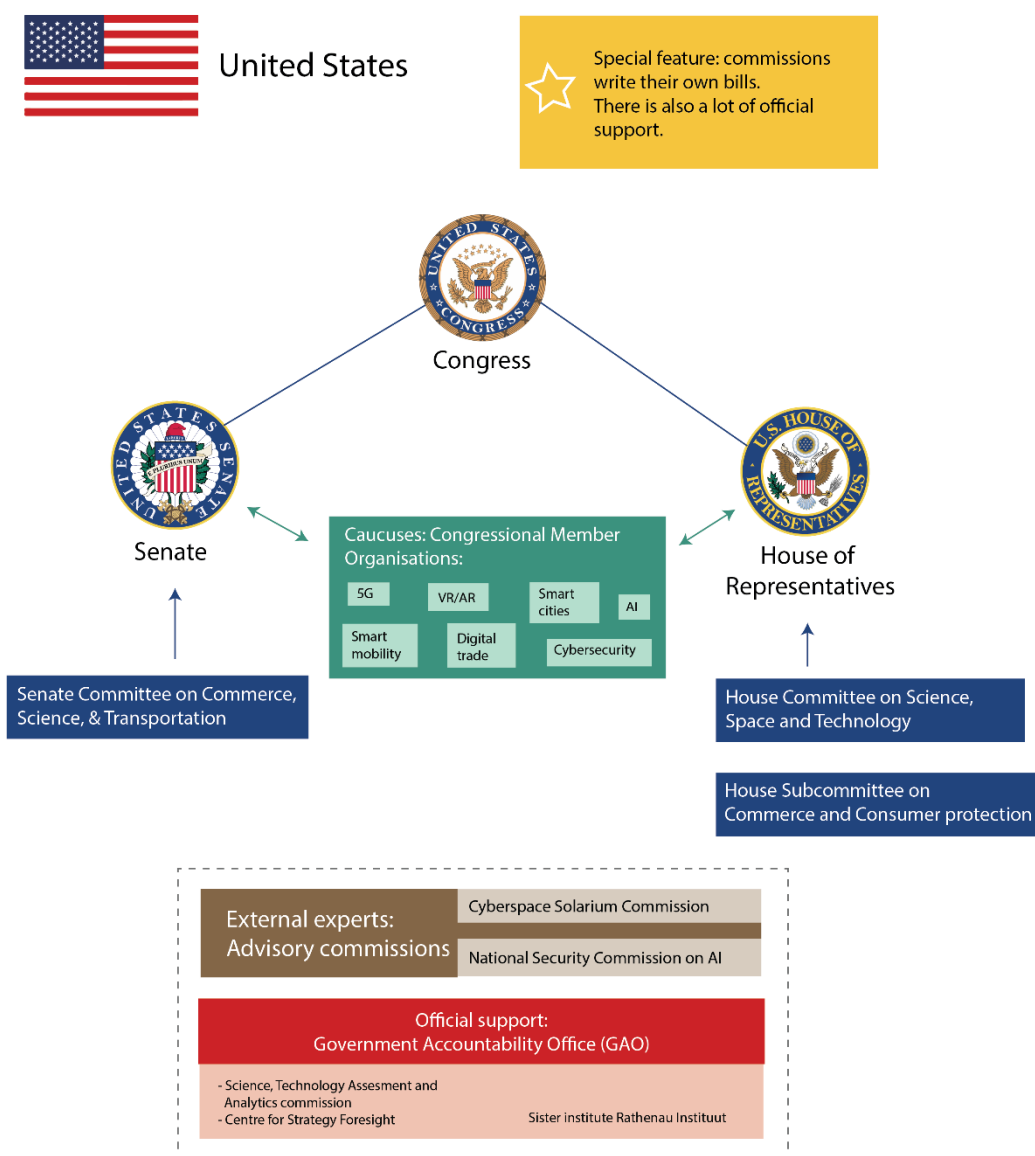 United States
Special feature: commissions
write their own bills.
There is also a lot of official
support.
UNITED STATES
CONGRESS
Congress
UNITED STATES SENATE
E PLURIBUS UNUM
Senate
U.S. HOUSE OF
REPRESENTATIVES
House of
Representatives
Caucuses: Congressional Member
Organisations:
5G
VR/AR
Smart
cities
AI
Smart
mobility
Digital
trade
Cybersecurity
Senate Committee on Commerce,
Science, & Transportation
House Committee on Science,
Space and Technology
House Subcommittee on
Commerce and Consumer protection
External experts:
Advisory commissions
Cyberspace Solarium Commission
National Security Commission on AI
Official support:
Government Accountability Office (GAO)
- Science, Technology Assesment and
Analytics commission
- Centre for Strategy Foresight
Sister institute Rathenau Instituut